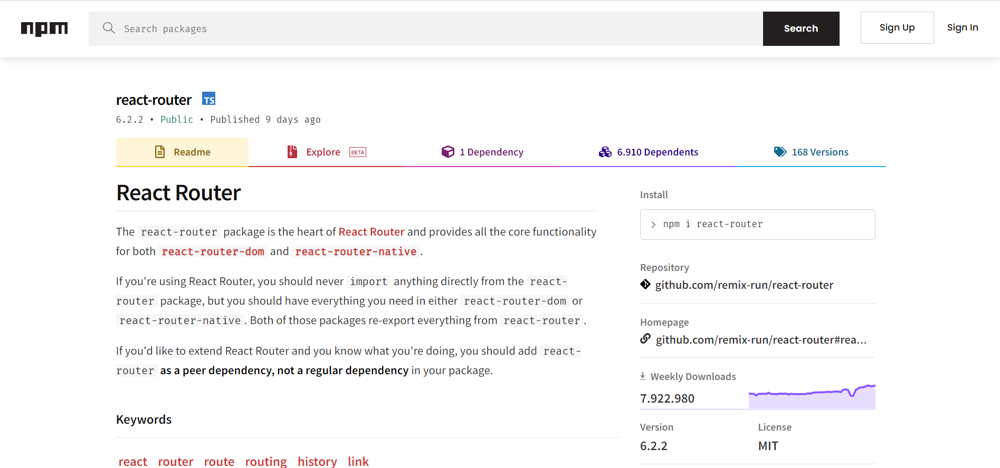 npm
Search packages
Search
Sign Up
Sign In
react-router TS
6.2.2 • Public • Published 9 days ago
Readme
Explore BETA
1 Dependency
6.910 Dependents
168 Versions
React Router
The react-router package is the heart of React Router and provides all the core functionality
for both react-router-dom and react-router-native.
If you're using React Router, you should never import anything directly from the react-
router package, but you should have everything you need in either react-router-dom or
react-router-native. Both of those packages re-export everything from react-router.
If you'd like to extend React Router and you know what you're doing, you should add react-
router as a peer dependency, not a regular dependency in your package.
Keywords
react router route routing history link
Install
> npm i react-router
Repository
github.com/remix-run/react-router
Homepage
github.com/remix-run/react-router#rea...
Weekly Downloads
7.922.980
Version
6.2.2
License
MIT